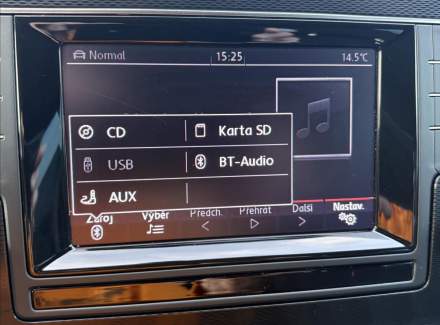 Normal 15:25 14.5°C
CD Karta SD
USB BT-Audio
AUX
Zdroj Výběr Předch. Přehrát Další Nastav.